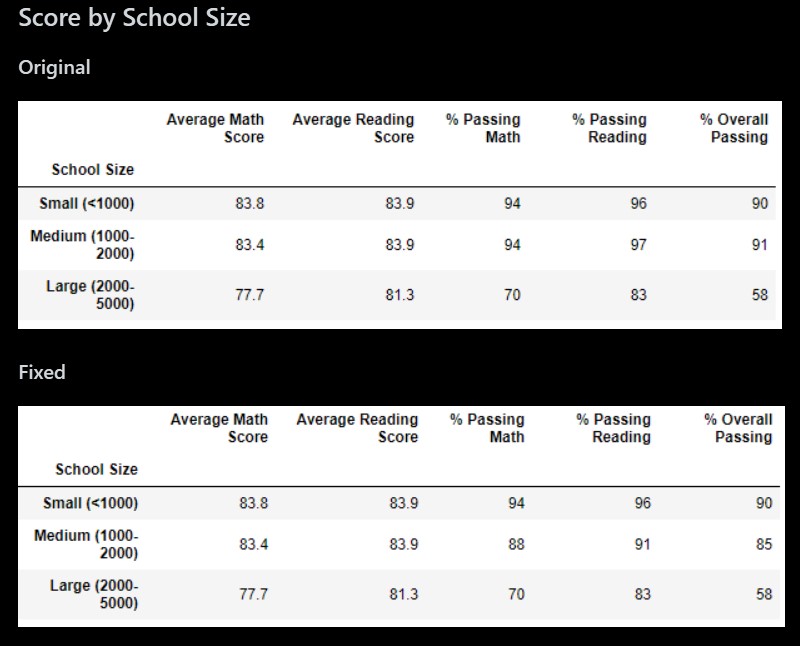 Score by School Size
Original
Average Math Score Average Reading Score % Passing Math % Passing Reading % Overall Passing
School Size
Small (<1000) 83.8 83.9 94 96 90
Medium (1000-2000) 83.4 83.9 94 97 91
Large (2000-5000) 77.7 81.3 70 83 58
Fixed
Average Math Score Average Reading Score % Passing Math % Passing Reading % Overall Passing
School Size
Small (<1000) 83.8 83.9 94 96 90
Medium (1000-2000) 83.4 83.9 88 91 85
Large (2000-5000) 77.7 81.3 70 83 58